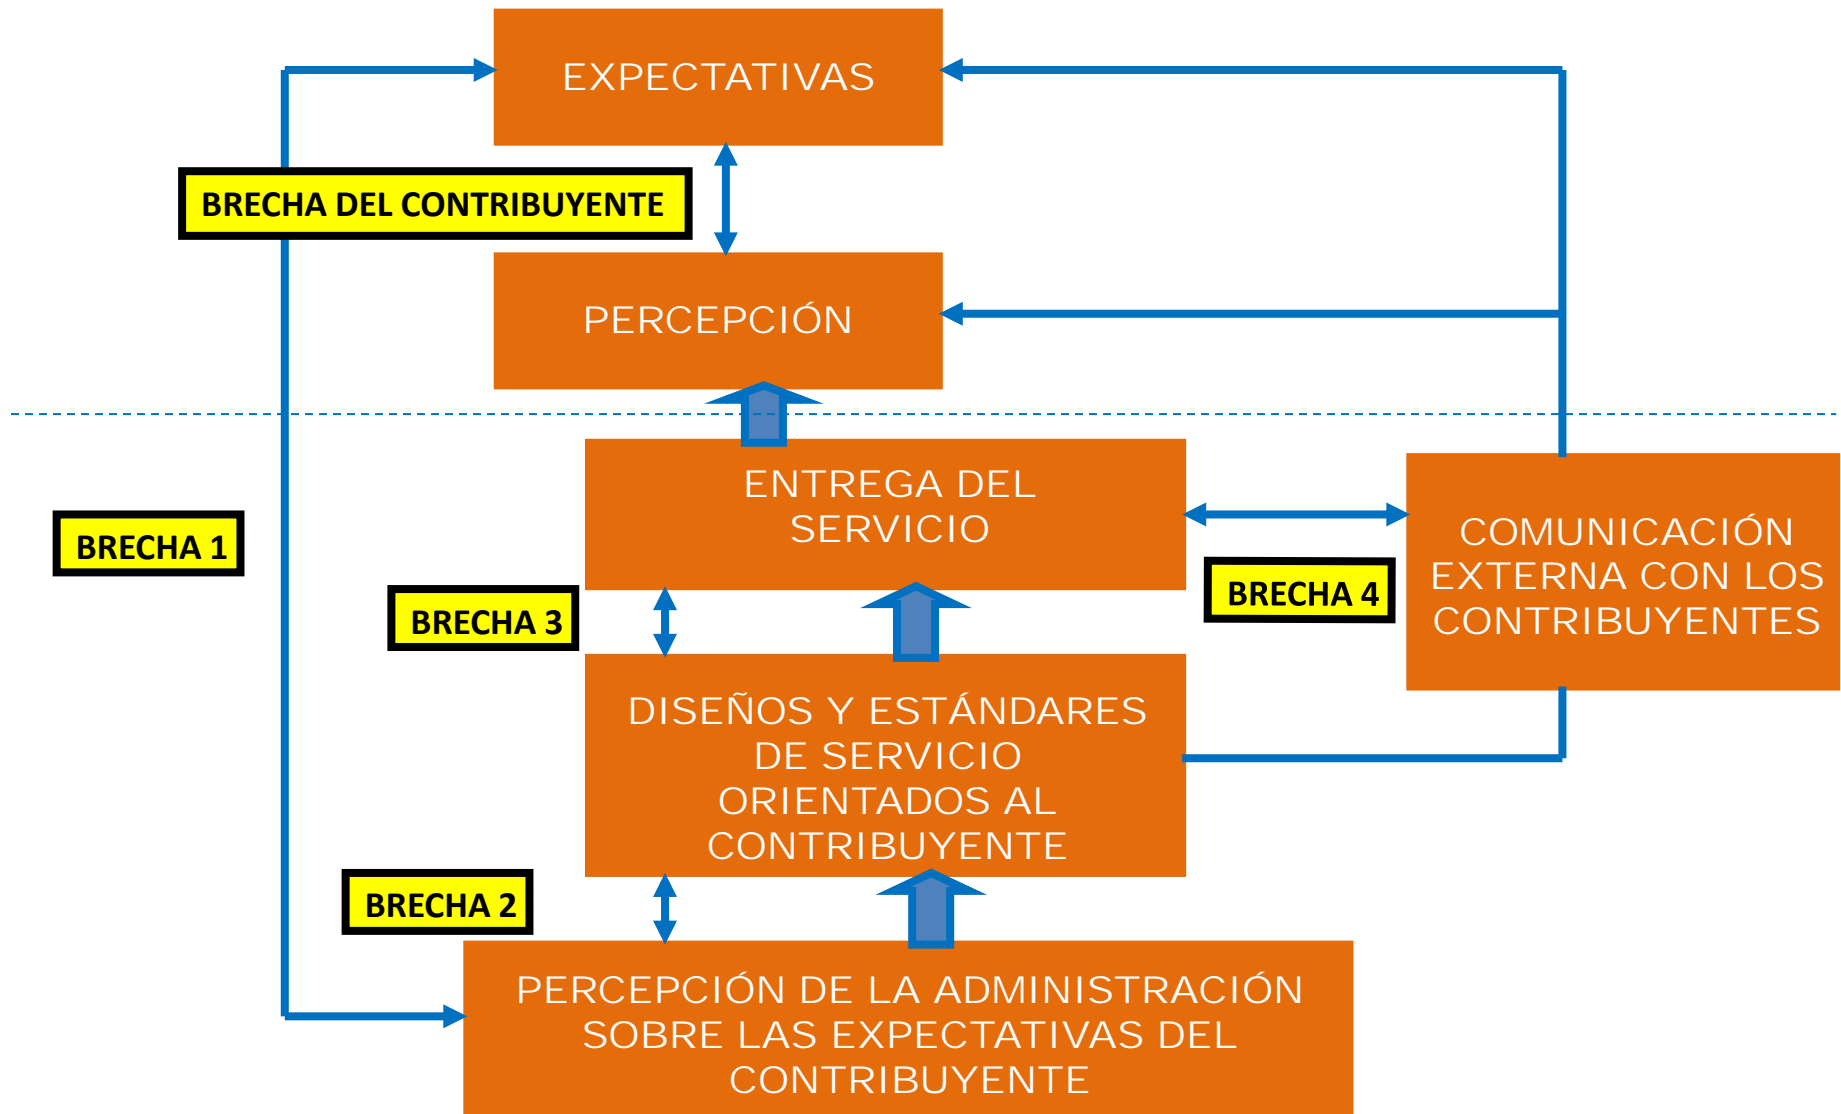 EXPECTATIVAS
BRECHA DEL CONTRIBUYENTE
PERCEPCIÓN
ENTREGA DEL
SERVICIO
BRECHA 1
COMUNICACIÓN
EXTERNA CON LOS
CONTRIBUYENTES
BRECHA 4
BRECHA 3
DISEÑOS Y ESTÁNDARES
DE SERVICIO
ORIENTADOS AL
CONTRIBUYENTE
BRECHA 2
PERCEPCIÓN DE LA ADMINISTRACIÓN
SOBRE LAS EXPECTATIVAS DEL
CONTRIBUYENTE